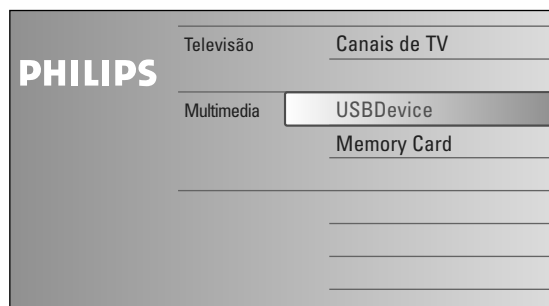 PHILIPS
Televisão Canais de TV
Multimedia USBDevice
Memory Card